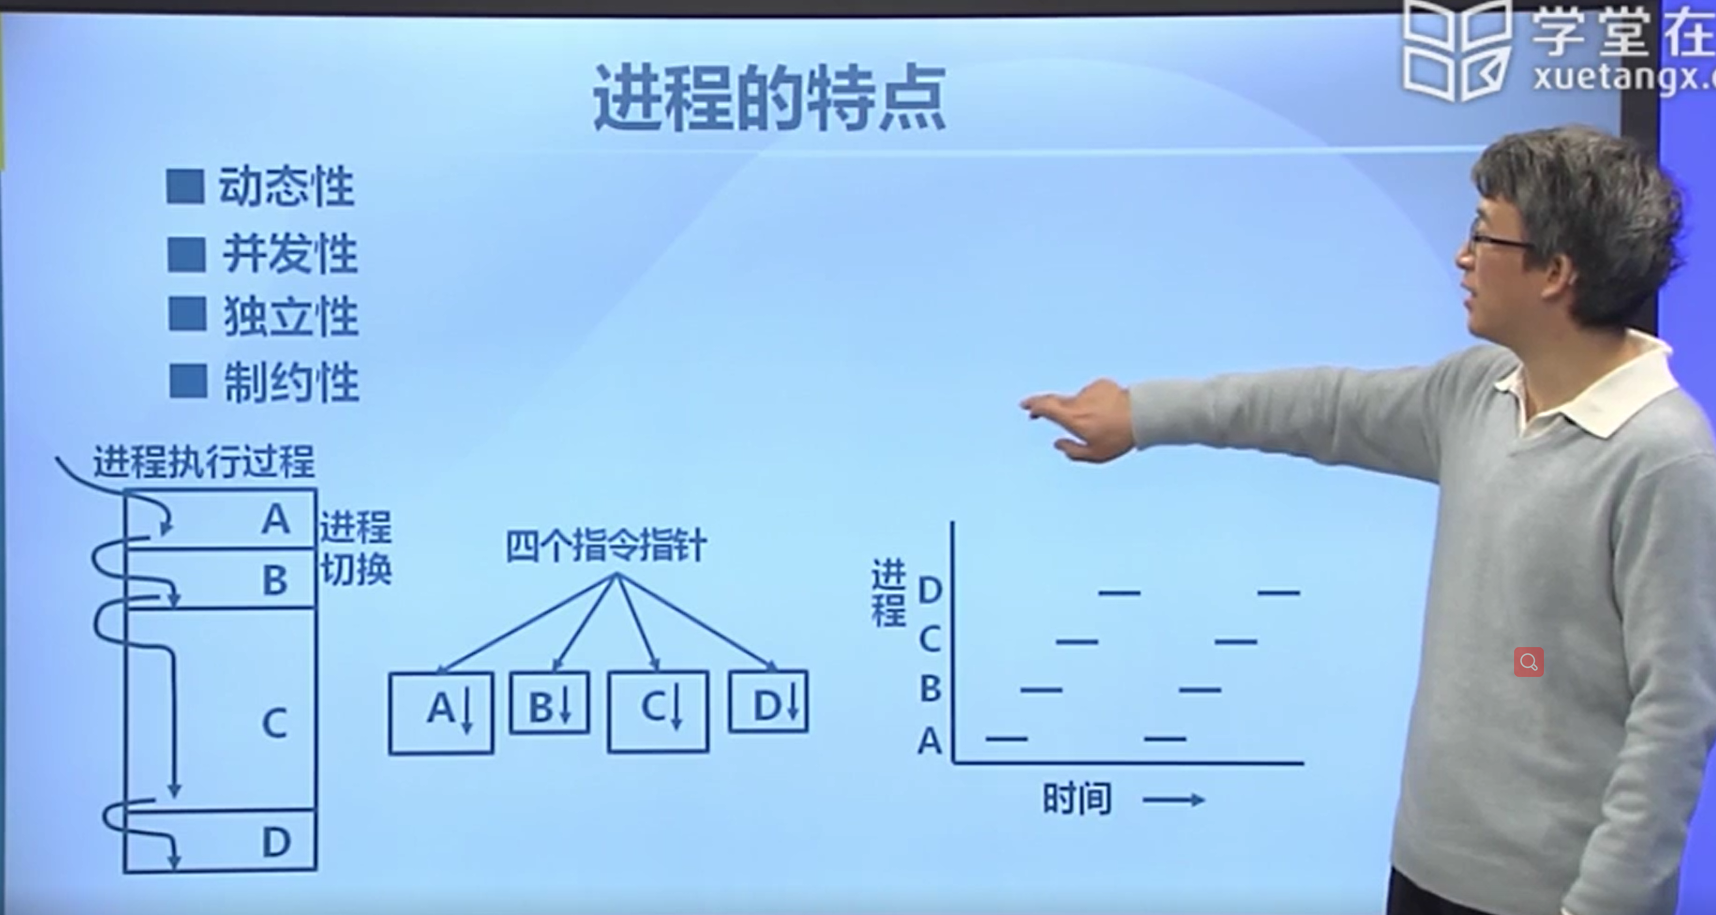 学堂在
xuetangx.c
进程的特点
动态性
并发性
独立性
制约性
进程执行过程
A
B
C
D
进程
切换
四个指令指针
A
B
C
D
进程
D
C
B
A
时间